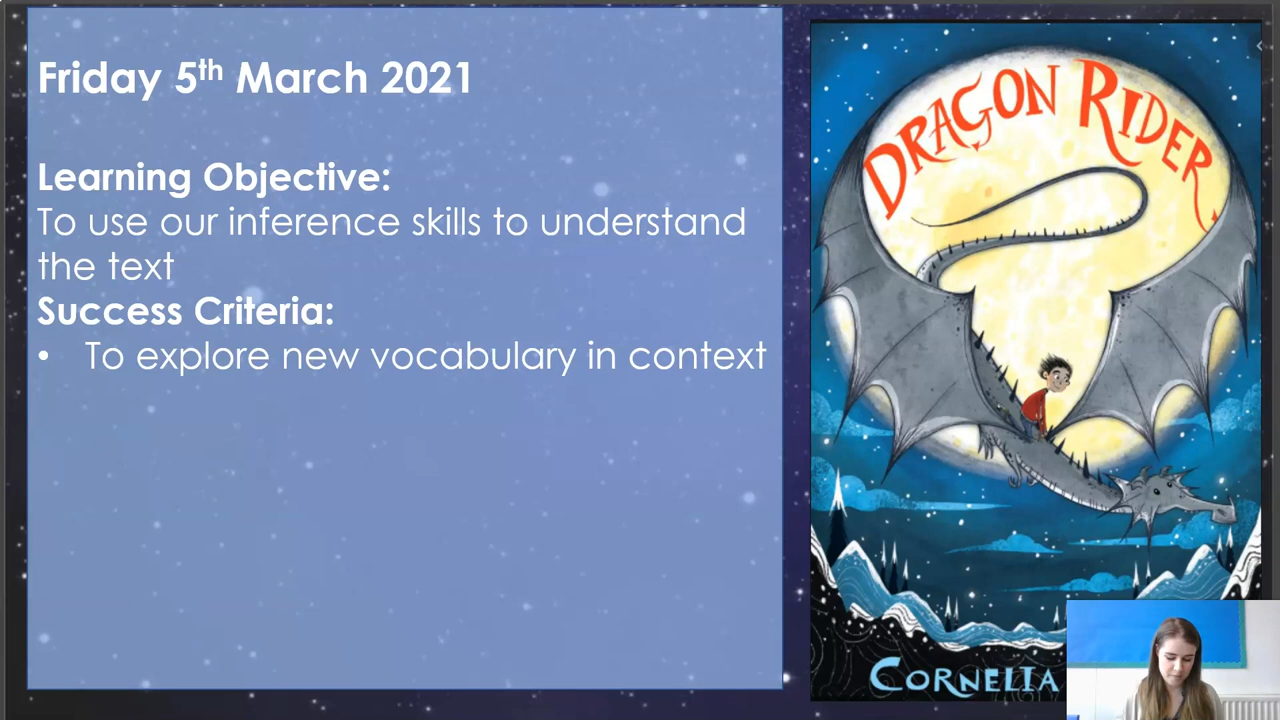 Friday 5th March 2021
Learning Objective:
To use our inference skills to understand
the text
Success Criteria:
• To explore new vocabulary in context
DRAGON RIDER
CORNELIA